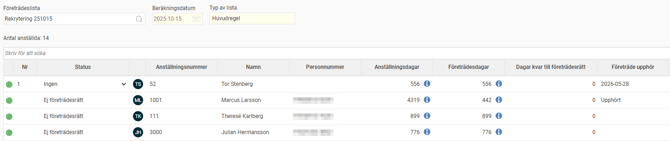 Företrädeslista Beräkningsdatum Typ av lista
Rekrytering 251015 2025-10-15 Huvudregel
Antal anställda: 14
Skriv för att söka
Nr Status Anställningsnummer Namn Personnummer Anställningsdagar Företrädesdagar Dagar kvar till företrädesrätt Företräde upphör
1 Ingen TS 52 Tor Stenberg 556 556 0 2026-05-28
Ej företrädesrätt ML 1001 Marcus Larsson 4319 442 0 Upphört
Ej företrädesrätt TK 111 Theresé Karlberg 899 899 0
Ej företrädesrätt JH 3000 Julian Hermansson 776 776 0